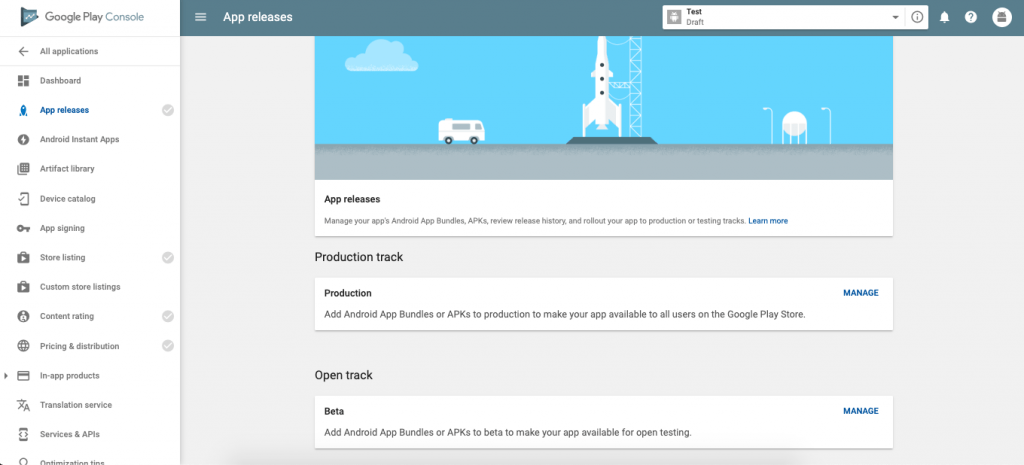 Google Play Console
App releases
Test
Draft
All applications
Dashboard
App releases
Android Instant Apps
Artifact library
Device catalog
App signing
Store listing
Custom store listings
Content rating
Pricing & distribution
In-app products
Translation service
Services & APIs
Optimization tips
App releases
Manage your app's Android App Bundles, APKs, review release history, and rollout your app to production or testing tracks. Learn more
Production track
Production
MANAGE
Add Android App Bundles or APKs to production to make your app available to all users on the Google Play Store.
Open track
Beta
MANAGE
Add Android App Bundles or APKs to beta to make your app available for open testing.